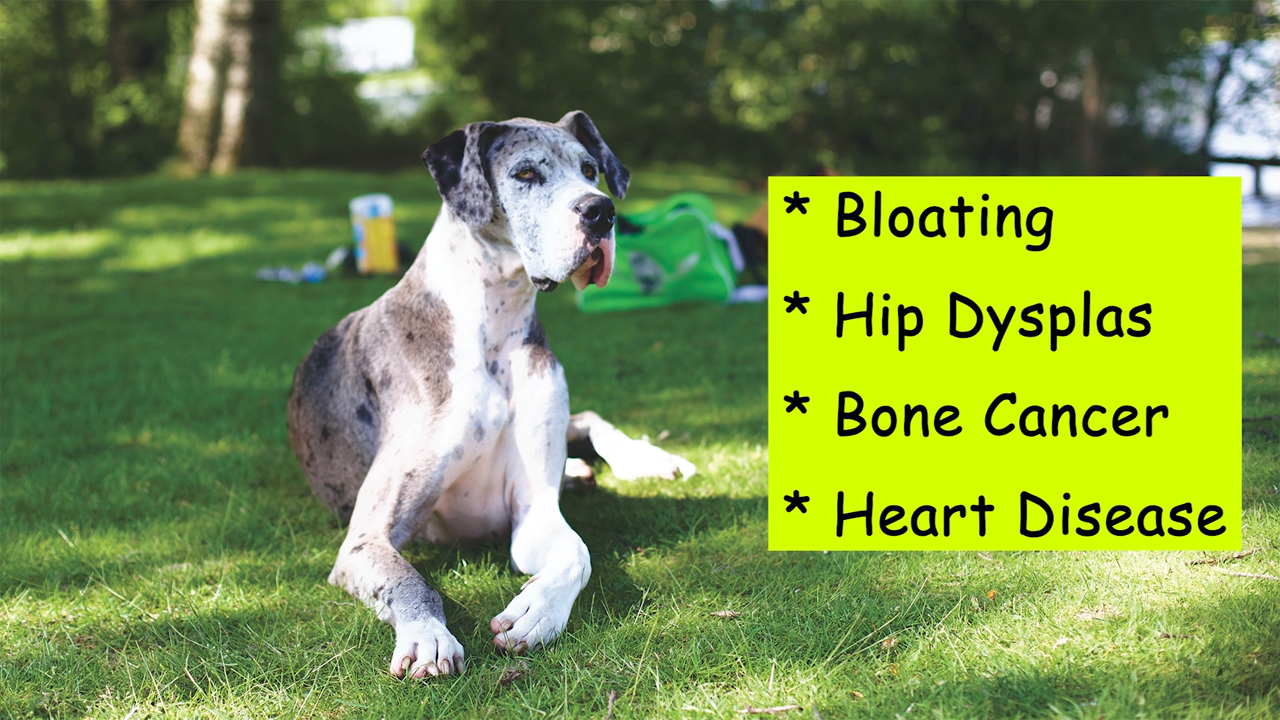 * Bloating
* Hip Dysplas
* Bone Cancer
* Heart Disease